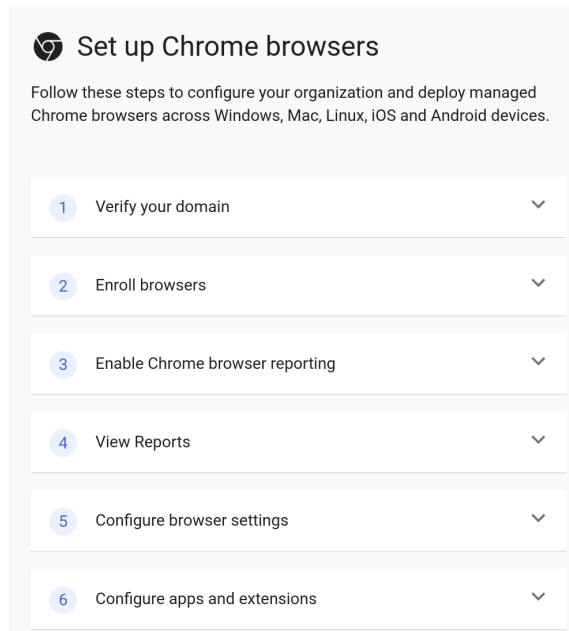 Set up Chrome browsers
Follow these steps to configure your organization and deploy managed
Chrome browsers across Windows, Mac, Linux, iOS and Android devices.
1 Verify your domain
2 Enroll browsers
3 Enable Chrome browser reporting
4 View Reports
5 Configure browser settings
6 Configure apps and extensions